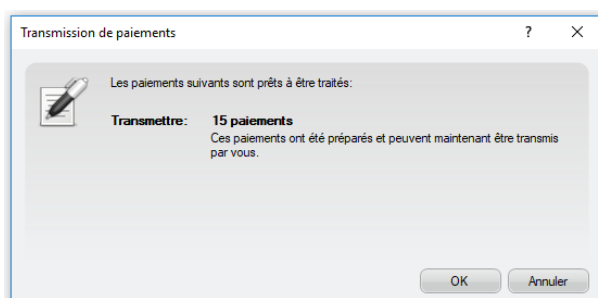 Transmission de paiements
Les paiements suivants sont prêts à être traités:
Transmettre: 15 paiements
Ces paiements ont été préparés et peuvent maintenant être transmis
par vous.
OK Annuler